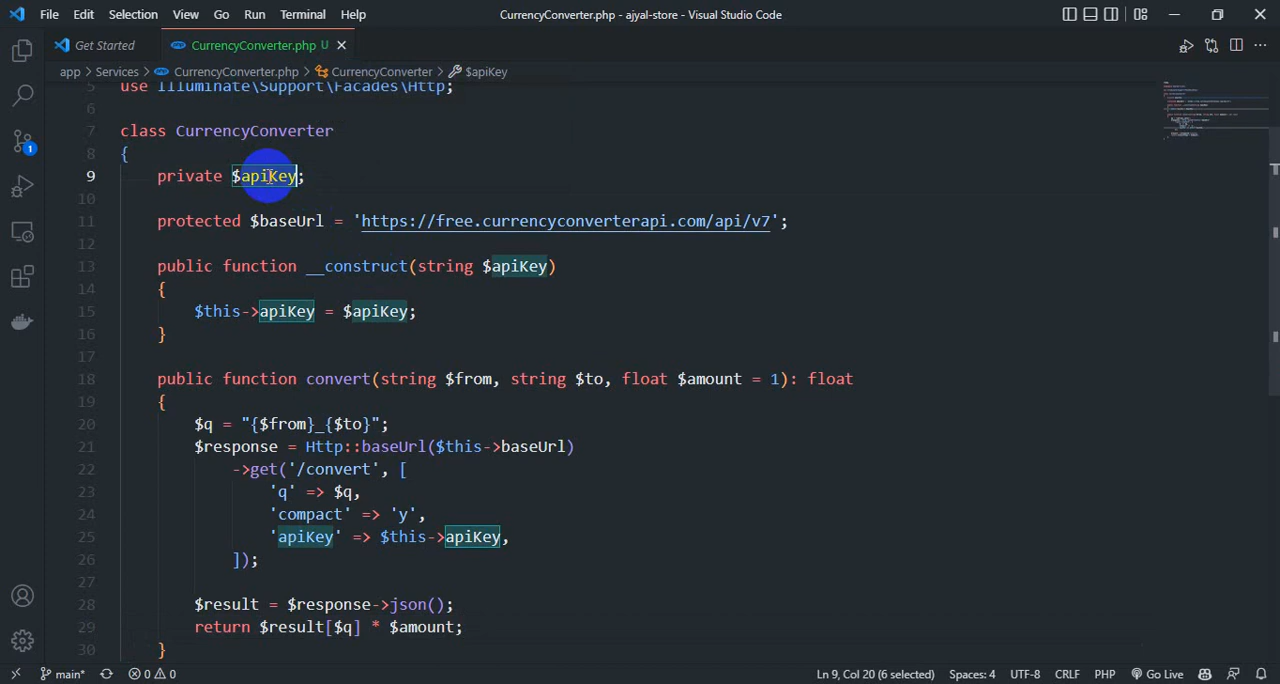 File Edit Selection View Go Run Terminal Help CurrencyConverter.php - ajyal-store - Visual Studio Code
Get Started CurrencyConverter.php U
app > Services > CurrencyConverter.php > CurrencyConverter > $apiKey
5 use Illuminate\Support\Facades\Http;
6
7 class CurrencyConverter
8 {
9 private $apiKey;
10
11 protected $baseUrl = 'https://free.currencyconverterapi.com/api/v7';
12
13 public function __construct(string $apiKey)
14 {
15 $this->apiKey = $apiKey;
16 }
17
18 public function convert(string $from, string $to, float $amount = 1): float
19 {
20 $q = "{$from}_{$to}";
21 $response = Http::baseUrl($this->baseUrl)
22 ->get('/convert', [
23 'q' => $q,
24 'compact' => 'y',
25 'apiKey' => $this->apiKey,
26 ]);
27
28 $result = $response->json();
29 return $result[$q] * $amount;
30 }
1
main* 0 0 Ln 9, Col 20 (6 selected) Spaces: 4 UTF-8 CRLF PHP Go Live